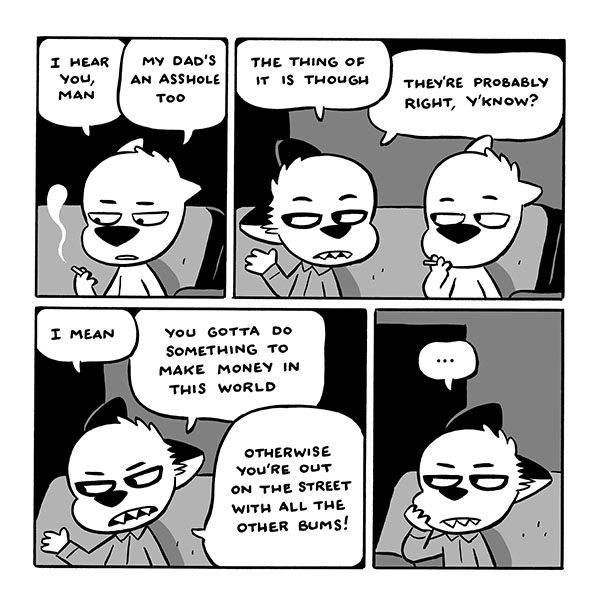 I HEAR
YOU,
MAN
MY DAD'S
AN ASSHOLE
TOO
THE THING OF
IT IS THOUGH
THEY'RE PROBABLY
RIGHT, Y'KNOW?
I MEAN
YOU GOTTA DO
SOMETHING TO
MAKE MONEY IN
THIS WORLD
OTHERWISE
YOU'RE OUT
ON THE STREET
WITH ALL THE
OTHER BUMS!
...